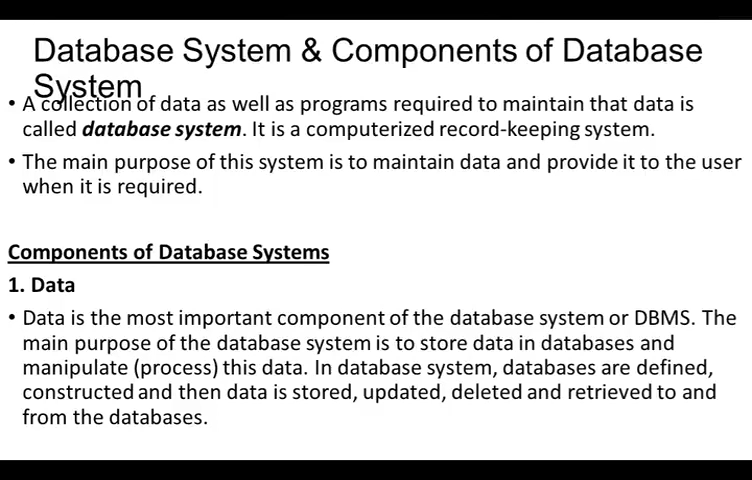 Database System & Components of Database
System
• A collection of data as well as programs required to maintain that data is
called database system. It is a computerized record-keeping system.
• The main purpose of this system is to maintain data and provide it to the user
when it is required.
Components of Database Systems
1. Data
• Data is the most important component of the database system or DBMS. The
main purpose of the database system is to store data in databases and
manipulate (process) this data. In database system, databases are defined,
constructed and then data is stored, updated, deleted and retrieved to and
from the databases.